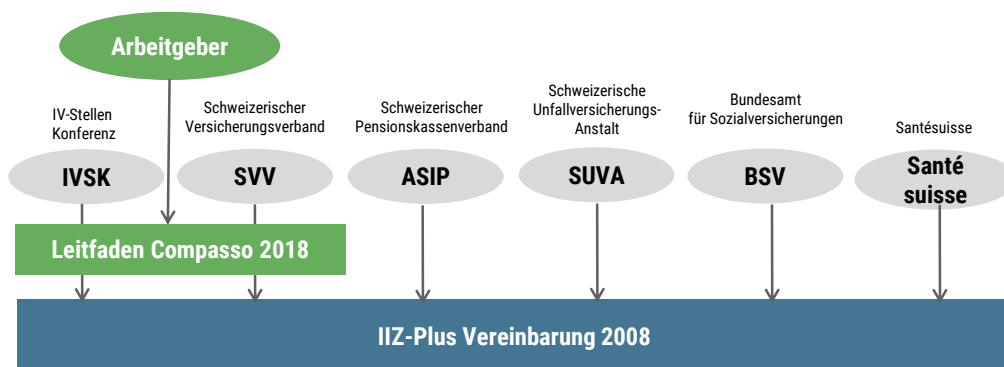 Arbeitgeber
IV-Stellen
Konferenz
Schweizerischer
Versicherungsverband
Schweizerischer
Pensionskassenverband
Schweizerische
Unfallversicherungs-
Anstalt
Bundesamt
für Sozialversicherungen
Santésuisse
IVSK
SVV
ASIP
SUVA
BSV
Santé
suisse
Leitfaden Compasso 2018
IIZ-Plus Vereinbarung 2008